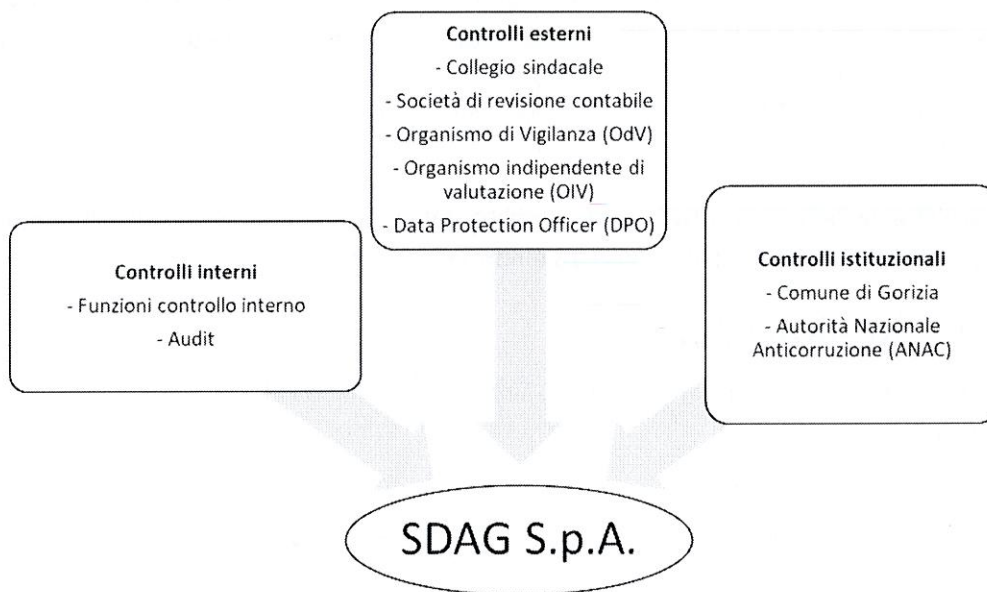 Controlli esterni
- Collegio sindacale
- Società di revisione contabile
- Organismo di Vigilanza (OdV)
- Organismo indipendente di
valutazione (OIV)
- Data Protection Officer (DPO)
Controlli interni
- Funzioni controllo interno
- Audit
Controlli istituzionali
- Comune di Gorizia
- Autorità Nazionale
Anticorruzione (ANAC)
SDAG S.p.A.